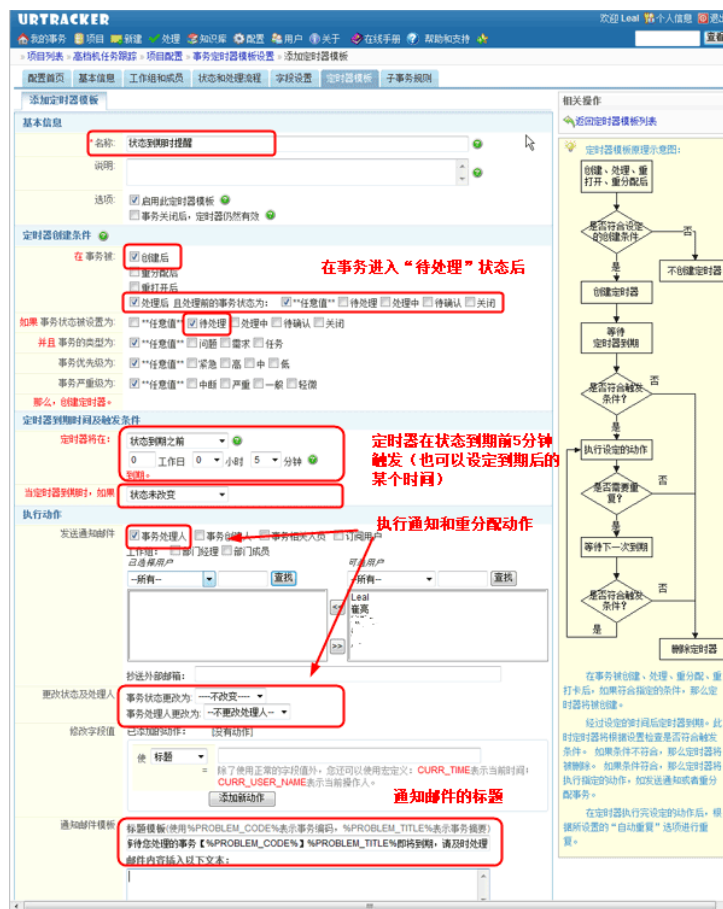 URTRACKER
欢迎 Leal 个人信息 退出
我的事务 项目 新建 处理 知识库 配置 用户 关于 在线手册 帮助和支持
查看
» 项目列表 » 高档机任务跟踪 » 项目配置 » 事务定时器模板设置 » 添加定时器模板
配置首页 基本信息 工作组和成员 状态和处理流程 字段设置 定时器模板 子事务规则
添加定时器模板
基本信息
*名称: 状态到期时提醒
说明:
选项: 启用此定时器模板
事务关闭后，定时器仍然有效
定时器创建条件
在 事务被: 创建后
重分配后
重打开后
在事务进入“待处理”状态后
处理后 且处理前的事务状态为: **任意值** 待处理 处理中 待确认 关闭
如果 事务状态被设置为: **任意值** 待处理 处理中 待确认 关闭
并且 事务的类型为: **任意值** 问题 需求 任务
事务优先级为: **任意值** 紧急 高 中 低
事务严重级为: **任意值** 中断 严重 一般 轻微
那么，创建定时器。
定时器到期时间及触发条件
定时器将在: 状态到期之前
0 工作日 0 小时 5 分钟
到期。
定时器在状态到期前5分钟
触发（也可以设定到期后的
某个时间）
当定时器到期时，如果 状态未改变
执行动作
执行通知和重分配动作
发送通知邮件 事务处理人 事务创建人 事务相关人员 订阅用户
工作组: 部门经理 部门成员
已选择用户 可选用户
--所有-- 查找 --所有-- 查找
<< Leal
崔亮
>>
抄送外部邮箱:
更改状态及处理人 事务状态更改为: ----不改变----
事务处理人更改为: --不更改处理人--
修改字段值 已添加的动作: [没有动作]
使 标题
= 除了使用正常的字段值外，您还可以使用宏定义: CURR_TIME表示当前时间;
CURR_USER_NAME表示当前操作人。
添加新动作
通知邮件的标题
通知邮件模板 标题模板(使用%PROBLEM_CODE%表示事务编码，%PROBLEM_TITLE%表示事务摘要)
待您处理的事务【%PROBLEM_CODE%】%PROBLEM_TITLE%即将到期，请及时处理
邮件内容插入以下文本:
相关操作
返回定时器模板列表
定时器模板原理示意图:
创建、处理、重
打开、重分配后
是否符合设定
的创建条件
否
是
不创建定时器
创建定时器
等待
定时器到期
是否符合触发
条件?
否
是
执行设定的动作
是否需要重
复?
否
是
等待下一次到期
是否符合触发
条件?
否
是
删除定时器
在事务被创建、处理、重分配、重
打卡后，如果符合指定的条件，那么定
时器将被创建。
经过设定的时间后定时器到期。此
时定时器将根据设置检查是否符合触发
条件。 如果条件不符合，那么定时器将
被删除。 如果条件符合，那么定时器将
执行指定的动作，如发送通知或者重分
配事务。
在定时器执行完设定的动作后，根
据所设置的“自动重复”选项进行重
复。